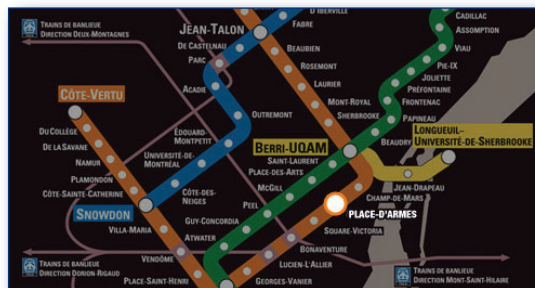 TRAINS DE BANLIEUE
DIRECTION DEUX-MONTAGNES
D'IBERVILLE
FABRE
JEAN-TALON
DE CASTELNAU
PARC
ACADIE
OUTREMONT
ÉDOUARD-
MONTPETIT
UNIVERSITÉ-DE-
MONTRÉAL
CÔTE-DES-
NEIGES
SNOWDON
BEAUBIEN
ROSEMONT
LAURIER
MONT-ROYAL
SHERBROOKE
BERRI-UQAM
CADILLAC
ASSOMPTION
VIAU
PIE-IX
JOLIETTE
PRÉFONTAINE
FRONTENAC
PAPINEAU
BEAUDRY
SAINT-LAURENT
PLACE-DES-ARTS
MCGILL
PEEL
GUY-CONCORDIA
ATWATER
LONGUEUIL–
UNIVERSITÉ-DE-SHERBROOKE
JEAN-DRAPEAU
CHAMP-DE-MARS
PLACE-D'ARMES
SQUARE-VICTORIA
BONAVENTURE
LUCIEN-L'ALLIER
GEORGES-VANIER
CÔTE-VERTU
DU COLLÈGE
DE LA SAVANE
NAMUR
PLAMONDON
CÔTE-SAINTE-CATHERINE
VILLA-MARIA
VENDÔME
PLACE-SAINT-HENRI
TRAINS DE BANLIEUE
DIRECTION DORION-RIGAUD
TRAINS DE BANLIEUE
DIRECTION MONT-SAINT-HILAIRE